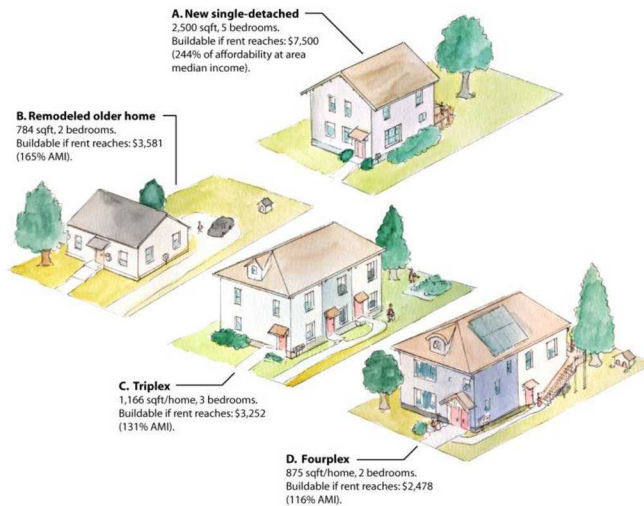 A. New single-detached
2,500 sqft, 5 bedrooms.
Buildable if rent reaches: $7,500
(244% of affordability at area
median income).
B. Remodeled older home
784 sqft, 2 bedrooms.
Buildable if rent reaches: $3,581
(165% AMI).
C. Triplex
1,166 sqft/home, 3 bedrooms.
Buildable if rent reaches: $3,252
(131% AMI).
D. Fourplex
875 sqft/home, 2 bedrooms.
Buildable if rent reaches: $2,478
(116% AMI).